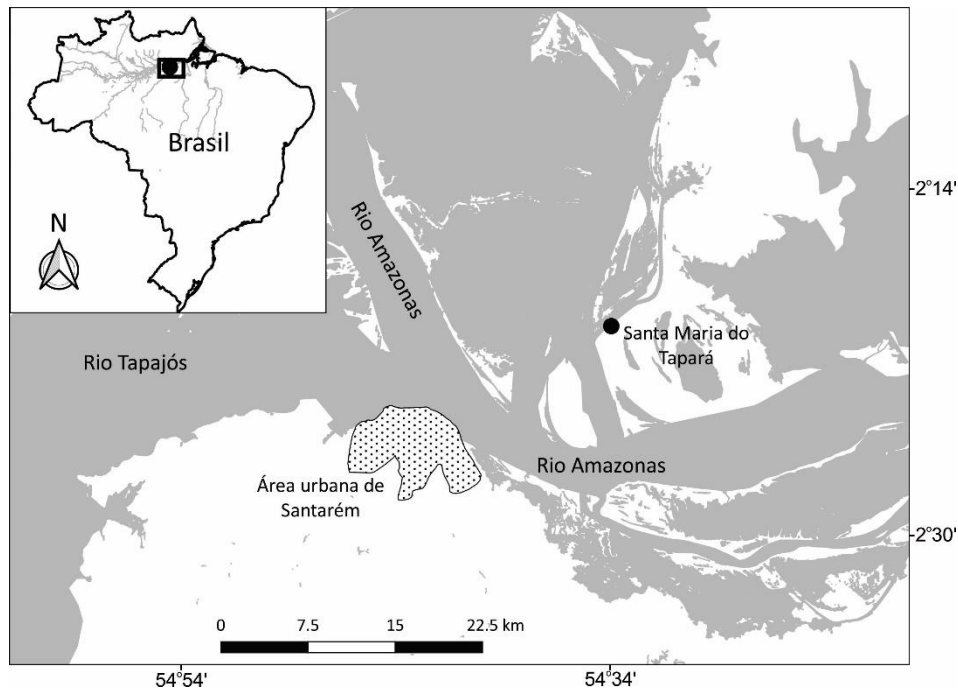 Brasil
N
Rio Amazonas
-2°14'
Santa Maria do
Tapará
Rio Tapajós
Rio Amazonas
Área urbana de
Santarém
-2°30'
0 7.5 15 22.5 km
54°54' 54°34'